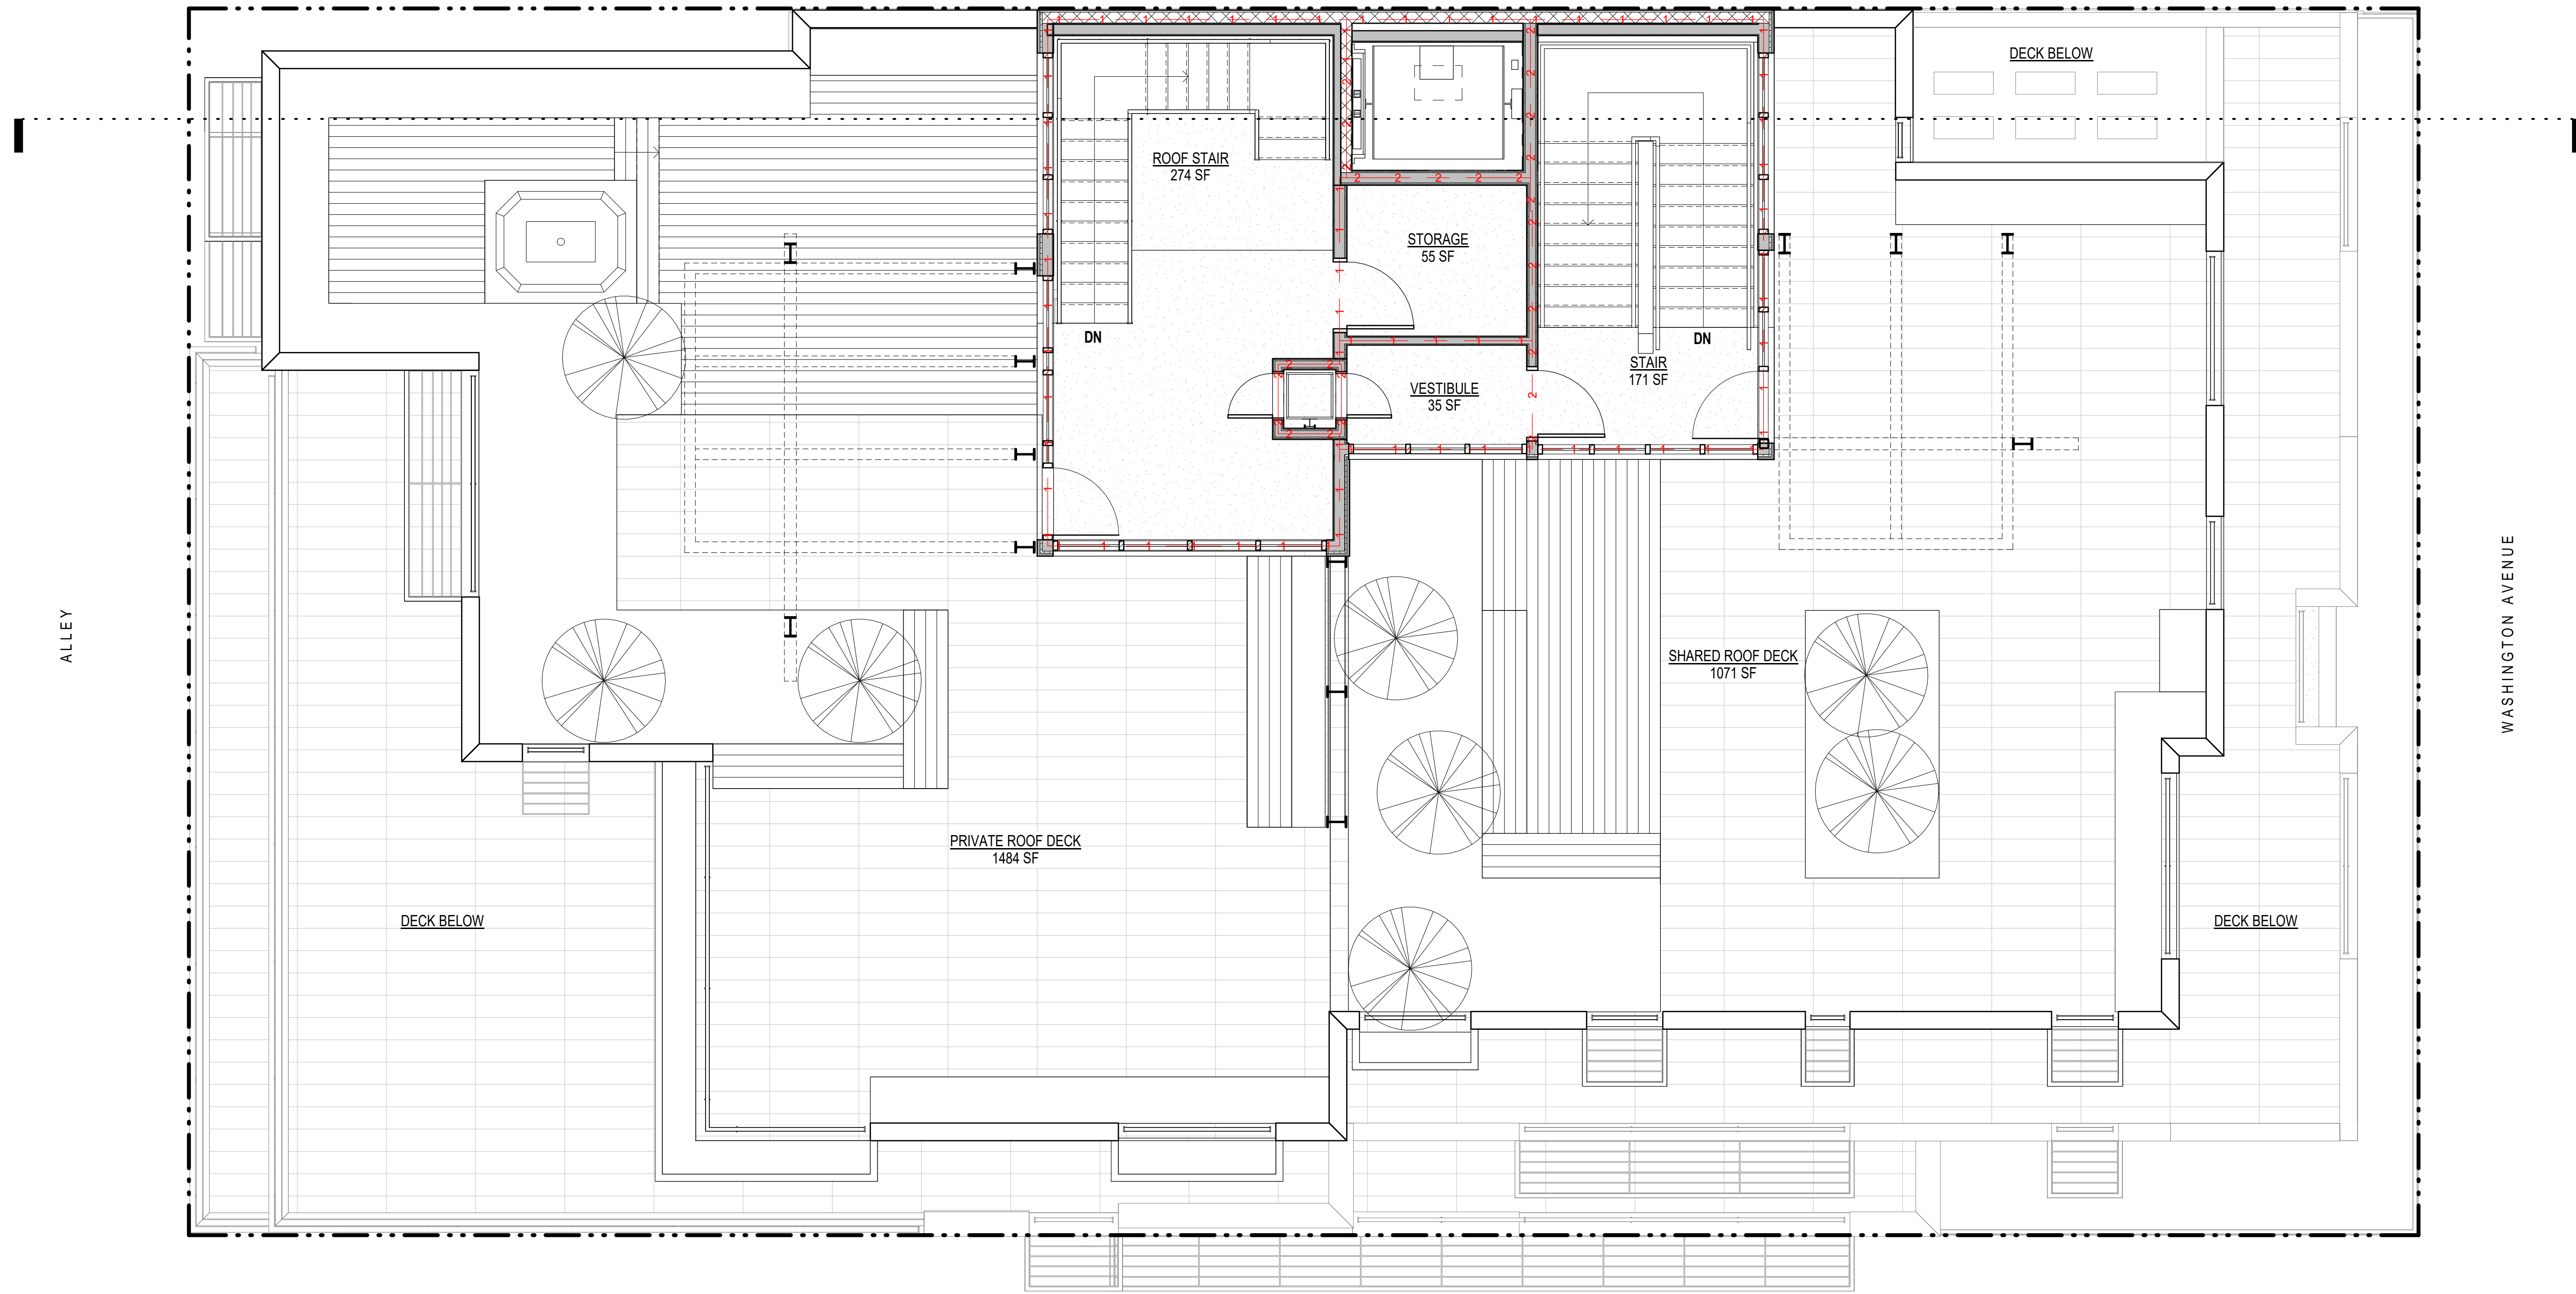 DECK BELOW
ROOF STAIR
274 SF
STORAGE
55 SF
DN
DN
STAIR
171 SF
VESTIBULE
35 SF
ALLEY
WASHINGTON AVENUE
SHARED ROOF DECK
1071 SF
PRIVATE ROOF DECK
1484 SF
DECK BELOW
DECK BELOW